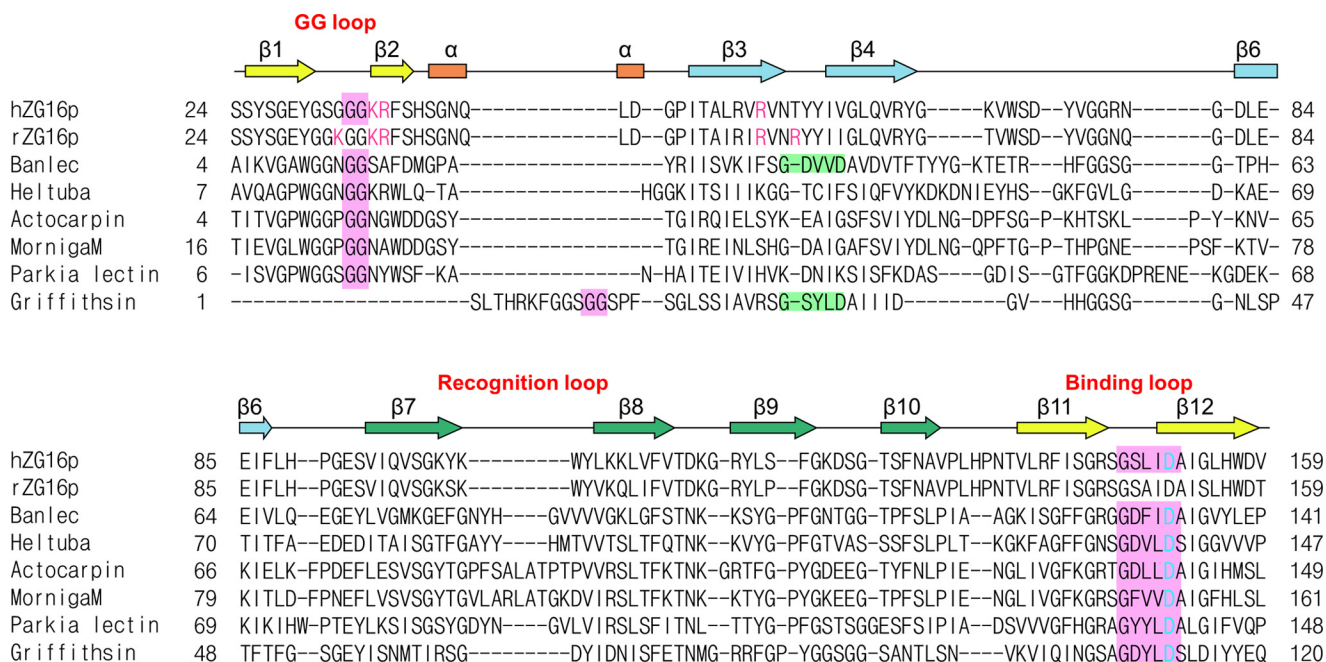 GG loop
β1 β2 α α β3 β4 β6
hZG16p 24 SSYSGEYGSGGGKRFSHSGNQ--------------LD--GPITALRVRVNTYYIVGLQVRYG-----KVWSD--YVGGRN----G-DLE- 84
rZG16p 24 SSYSGEYGGKGGKRFSHSGNQ--------------LD--GPITALRIRVNRYYIIGLQVRYG-----TVWSD--YVGGNQ----G-DLE- 84
Banlec 4 AIKVGAWGGNGGSAFDMGPA----------------YRIISVKIFSG-DVVDAVDVTFTYYG-KTETR--HFGGSG-----G-TPH- 63
Heltuba 7 AVQAGPWGGNGGKRWLQ-TA----------------HGGKITSIIIKGG-TCIFSIQFVYKDKDNIEYHS-GKFGVLG-----D-KAE- 69
Actocarpin 4 TITVGPWGGPGGNGWDDGSY----------------TGIRQIELSYK-EAIGSFSVIYDLNG-DPFSG-P-KHTSKL----P-Y-KNV- 65
MornigaM 16 TIEVGLWGGPGGNAWDDGSY----------------TGIREINLSHG-DAIGAFSVIYDLNG-QPFTG-P-THPGNE----PSF-KTV- 78
Parkia lectin 6 -ISVGPWGGSGGNYWSF-KA----------------N-HAITEIVIHVK-DNIKSISFKDAS----GDIS-GTFGGKDPRENE--KGDEK- 68
Griffithsin 1 ----------------------SLTHRKFGGSGGSPF--SGLSSIAVRSG-SYLDAIIID---------GV---HHGGSG-----G-NLSP 47
Recognition loop Binding loop
β6 β7 β8 β9 β10 β11 β12
hZG16p 85 EIFLH--PGESVIQVSGKYK--------WYLKKLVFVTDKG-RYLS--FGKDSG-TSFNAVPLHPNTVLRFISGRSGSLIDAIGLHWDV 159
rZG16p 85 EIFLH--PGESVIQVSGKSK--------WYVKQLIFVTDKG-RYLP--FGKDSG-TSFNAVPLHPNTVLRFISGRSGSAIDAISLHWDT 159
Banlec 64 EIVLQ--EGEYLVGMKGEFGNYH----GVVVVGKLGFSTNK--KSYG-PFGNTGG-TPFSLPIA--AGKISGFFGRGGDFIDAIGVYLEP 141
Heltuba 70 TITFA--EDEDITAISGTFGAYY----HMTVVTSLTFQTNK--KVYG-PFGTVAS-SSFSLPLT--KGKFAGFFGNSGDVLDSIGGVVVP 147
Actocarpin 66 KIELK-FPDEFLESVSGYTGPFSALATPTPVVRSLTFKTNK-GRTFG-PYGDEEG-TYFNLPIE--NGLIVGFKGRTGDLLDAIGIHMSL 149
MornigaM 79 KITLD-FPNEFLVSVSGYTGVLARLATGKDVIRSLTFKTNK--KTYG-PYGKEEG-TPFSLPIE--NGLIVGFKGRSGFVVDAIGFHLSL 161
Parkia lectin 69 KIKIHW-PTEYLKSISGSYGDYN----GVLVIRSLSFITNL--TTYG-PFGSTSGGESFSIPIA--DSVVVGFHGRAGYYLDALGIFVQP 148
Griffithsin 48 TFTFG--SGEYISNMTIRSG-------DYIDNISFETNMG-RRFGP-YGGSGG-SANTLSN-----VKVIQINGSAGDYLDSLDIYYEQ 120